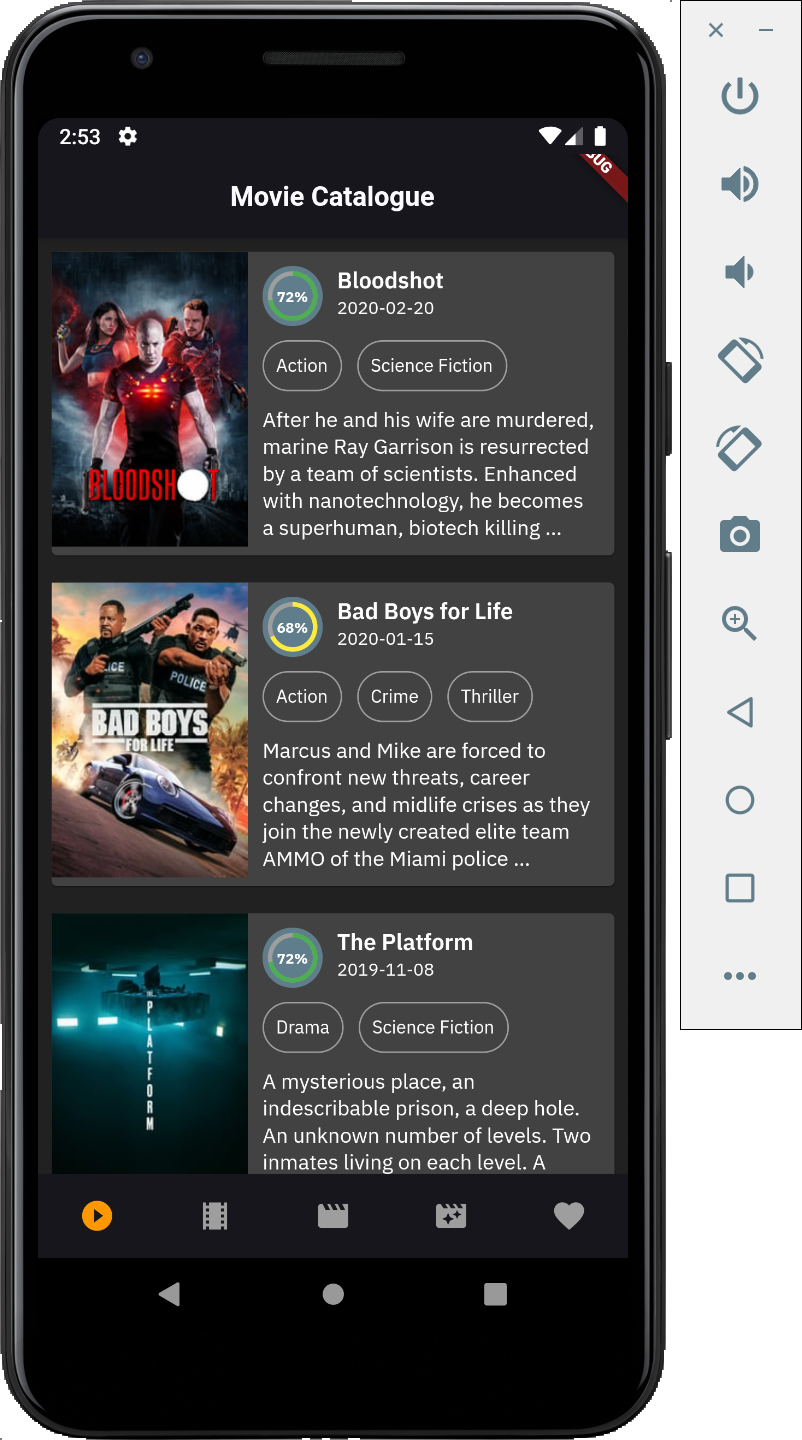 2:53
UG
Movie Catalogue
BLOODSHOT
72%
Bloodshot
2020-02-20
Action
Science Fiction
After he and his wife are murdered,
marine Ray Garrison is resurrected
by a team of scientists. Enhanced
with nanotechnology, he becomes
a superhuman, biotech killing ...
POLICE
BAD BOYS
FOR LIFE
68%
Bad Boys for Life
2020-01-15
Action
Crime
Thriller
Marcus and Mike are forced to
confront new threats, career
changes, and midlife crises as they
join the newly created elite team
AMMO of the Miami police ...
THE
PLATFORM
72%
The Platform
2019-11-08
Drama
Science Fiction
A mysterious place, an
indescribable prison, a deep hole.
An unknown number of levels. Two
inmates living on each level. A